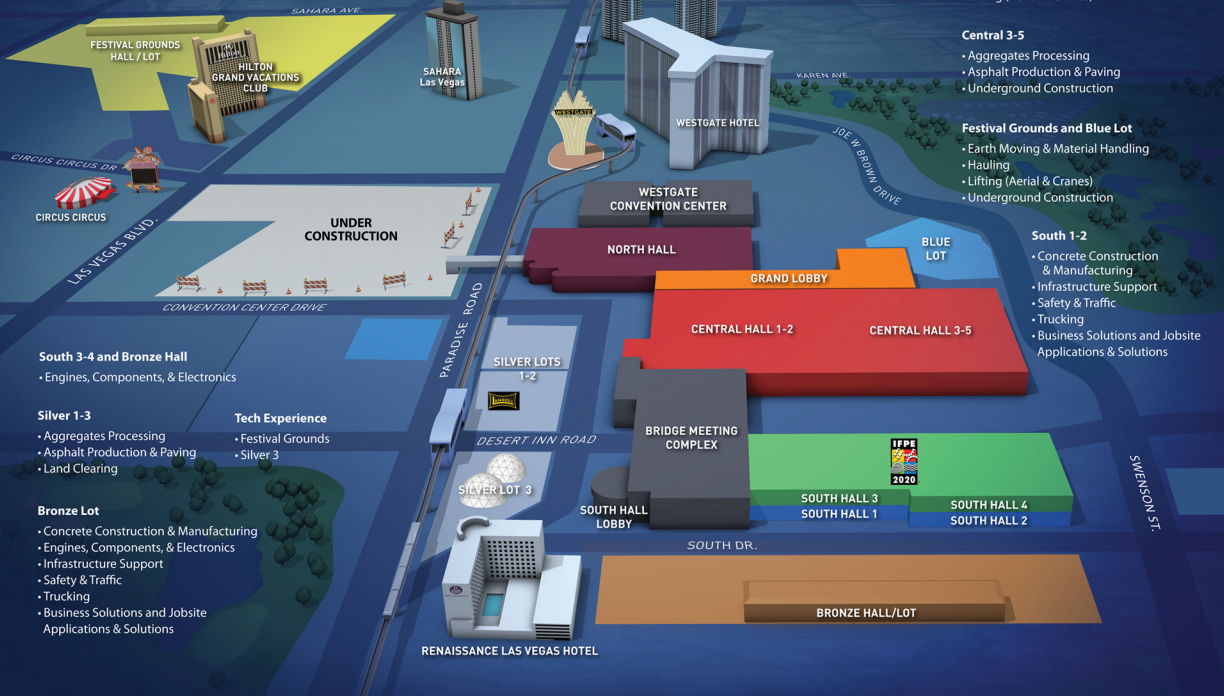 SAHARA AVE.
FESTIVAL GROUNDS
HALL / LOT
Hilton
HILTON
GRAND VACATIONS
CLUB
SAHARA
Las Vegas
WESTGATE
WESTGATE HOTEL
KAREN AVE.
JOE W BROWN DRIVE
CIRCUS CIRCUS DR
CIRCUS CIRCUS
LAS VEGAS BLVD.
UNDER
CONSTRUCTION
CONVENTION CENTER DRIVE
PARADISE ROAD
WESTGATE
CONVENTION CENTER
NORTH HALL
GRAND LOBBY
BLUE
LOT
CENTRAL HALL 1-2
CENTRAL HALL 3-5
SILVER LOTS
1-2
LANDOLL
DESERT INN ROAD
BRIDGE MEETING
COMPLEX
IFPE
2020
SILVER LOT 3
SOUTH HALL
LOBBY
SOUTH HALL 3
SOUTH HALL 1
SOUTH HALL 4
SOUTH HALL 2
SWENSON ST.
SOUTH DR.
BRONZE HALL/LOT
RENAISSANCE LAS VEGAS HOTEL
Central 3-5
• Aggregates Processing
• Asphalt Production & Paving
• Underground Construction
Festival Grounds and Blue Lot
• Earth Moving & Material Handling
• Hauling
• Lifting (Aerial & Cranes)
• Underground Construction
South 1-2
• Concrete Construction
& Manufacturing
• Infrastructure Support
• Safety & Traffic
• Trucking
• Business Solutions and Jobsite
Applications & Solutions
South 3-4 and Bronze Hall
• Engines, Components, & Electronics
Silver 1-3
• Aggregates Processing
• Asphalt Production & Paving
• Land Clearing
Tech Experience
• Festival Grounds
• Silver 3
Bronze Lot
• Concrete Construction & Manufacturing
• Engines, Components, & Electronics
• Infrastructure Support
• Safety & Traffic
• Trucking
• Business Solutions and Jobsite
Applications & Solutions